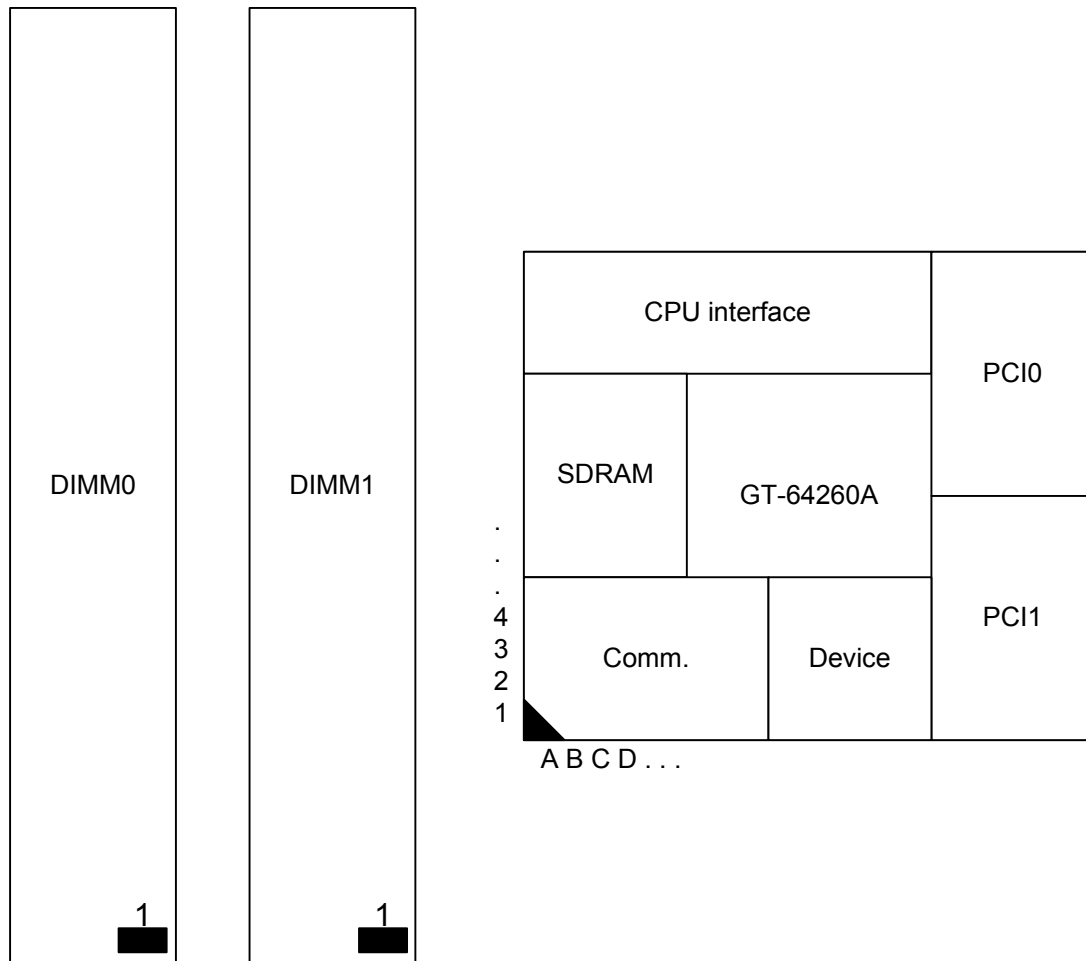 CPU interface
PCI0
DIMM0
DIMM1
SDRAM
GT-64260A
.
.
.
4
3
2
1
Comm.
Device
PCI1
A B C D . . .
1
1